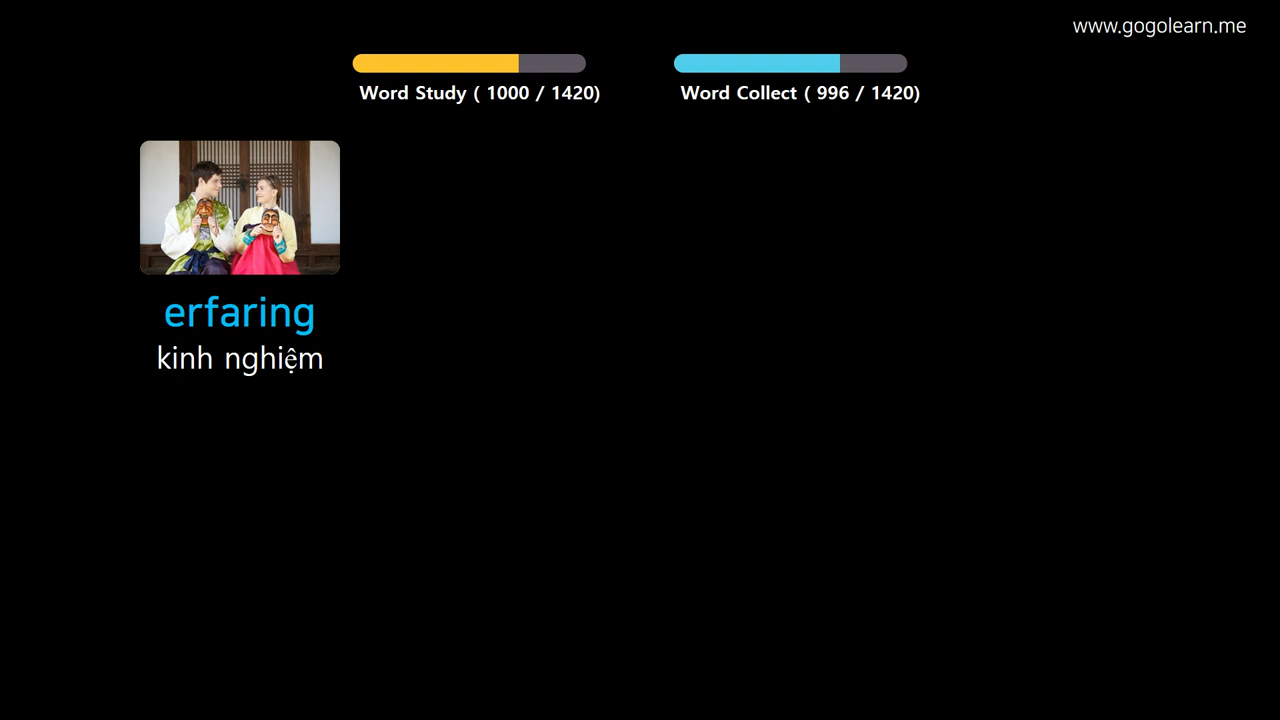 www.gogolearn.me
Word Study ( 1000 / 1420)
Word Collect ( 996 / 1420)
erfaring
kinh nghiệm